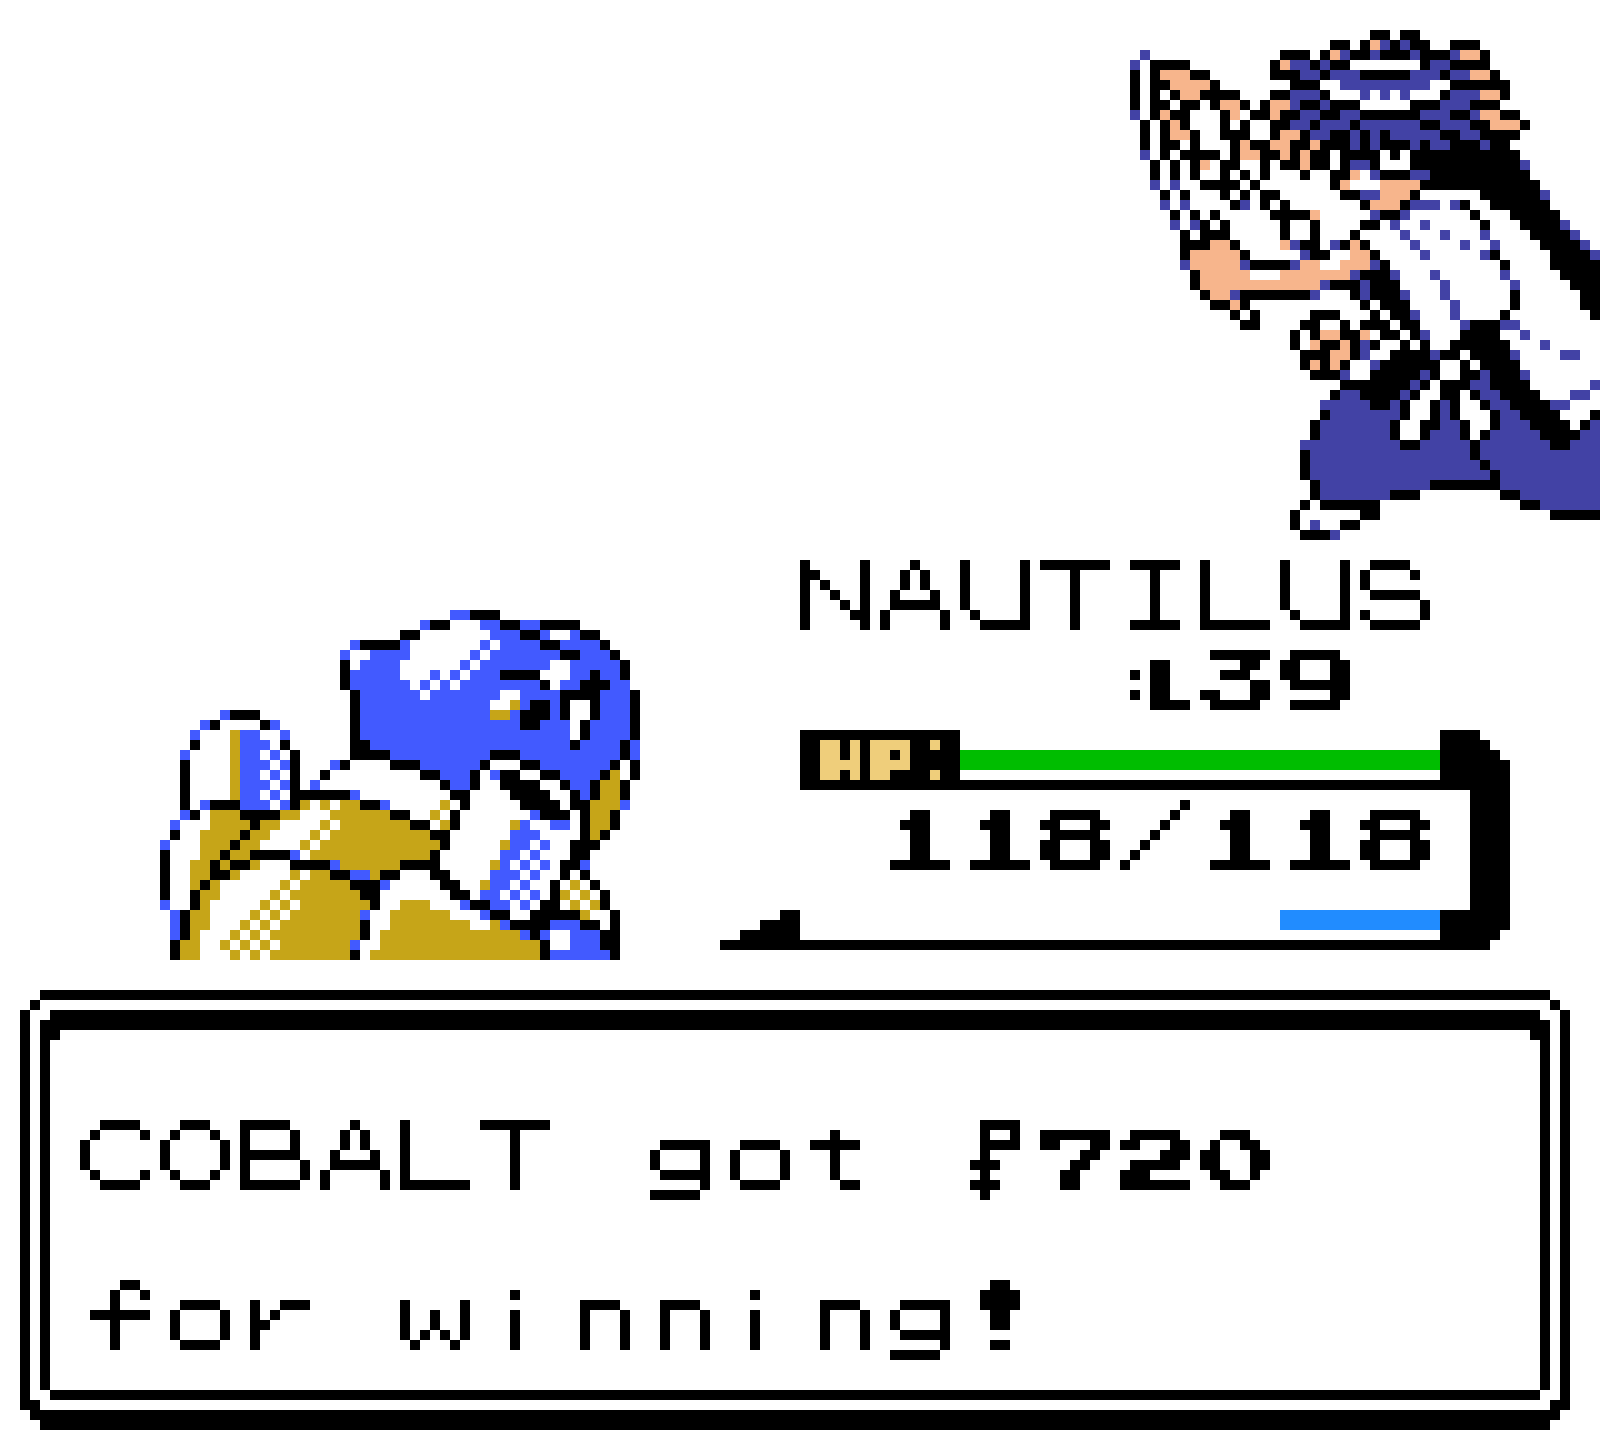 NAUTILUS
:L39
HP:
118/118
COBALT got ₽720
for winning!